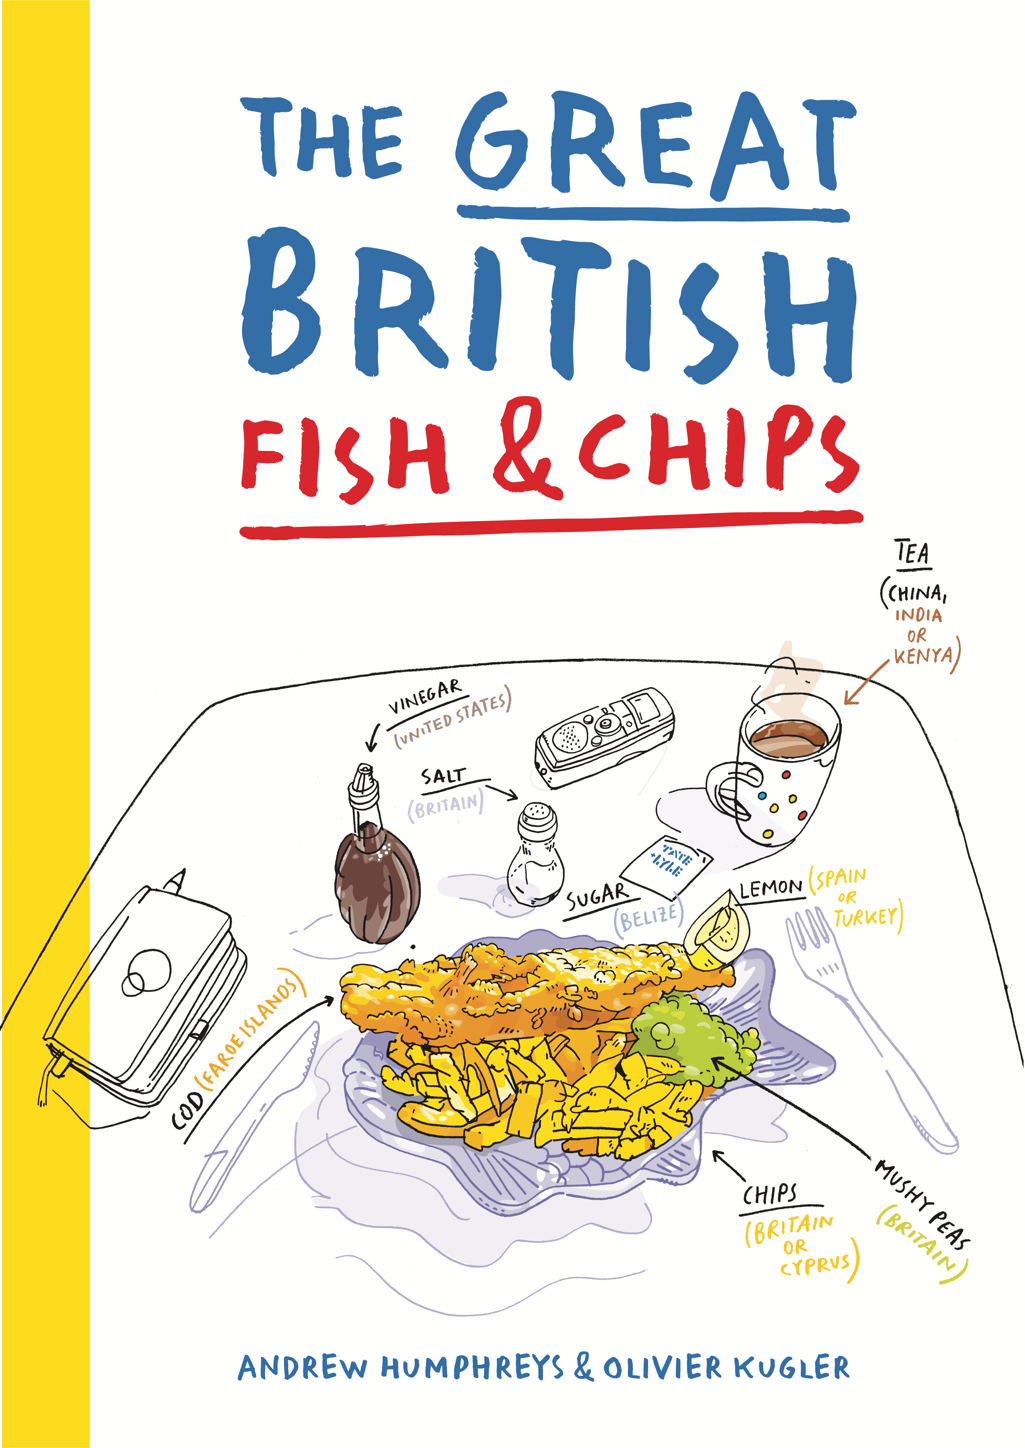 THE GREAT
BRITISH
FISH & CHIPS
TEA
(CHINA,
INDIA
OR
KENYA)
VINEGAR
(UNITED STATES)
SALT
(BRITAIN)
TATE
+LYLE
SUGAR
(BELIZE)
LEMON (SPAIN
OR
TURKEY)
COD (FAROE ISLANDS)
MUSHY PEAS
(BRITAIN)
CHIPS
(BRITAIN
OR
CYPRUS)
ANDREW HUMPHREYS & OLIVIER KUGLER